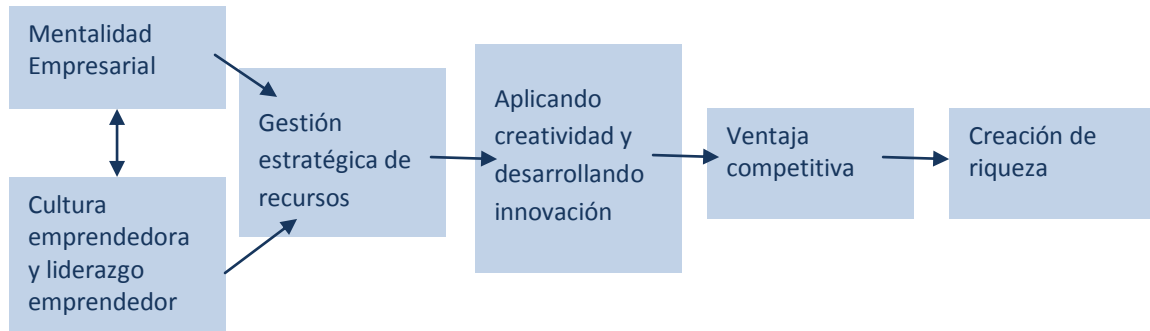 Mentalidad
Empresarial
Cultura
emprendedora
y liderazgo
emprendedor
Gestión
estratégica de
recursos
Aplicando
creatividad y
desarrollando
innovación
Ventaja
competitiva
Creación de
riqueza